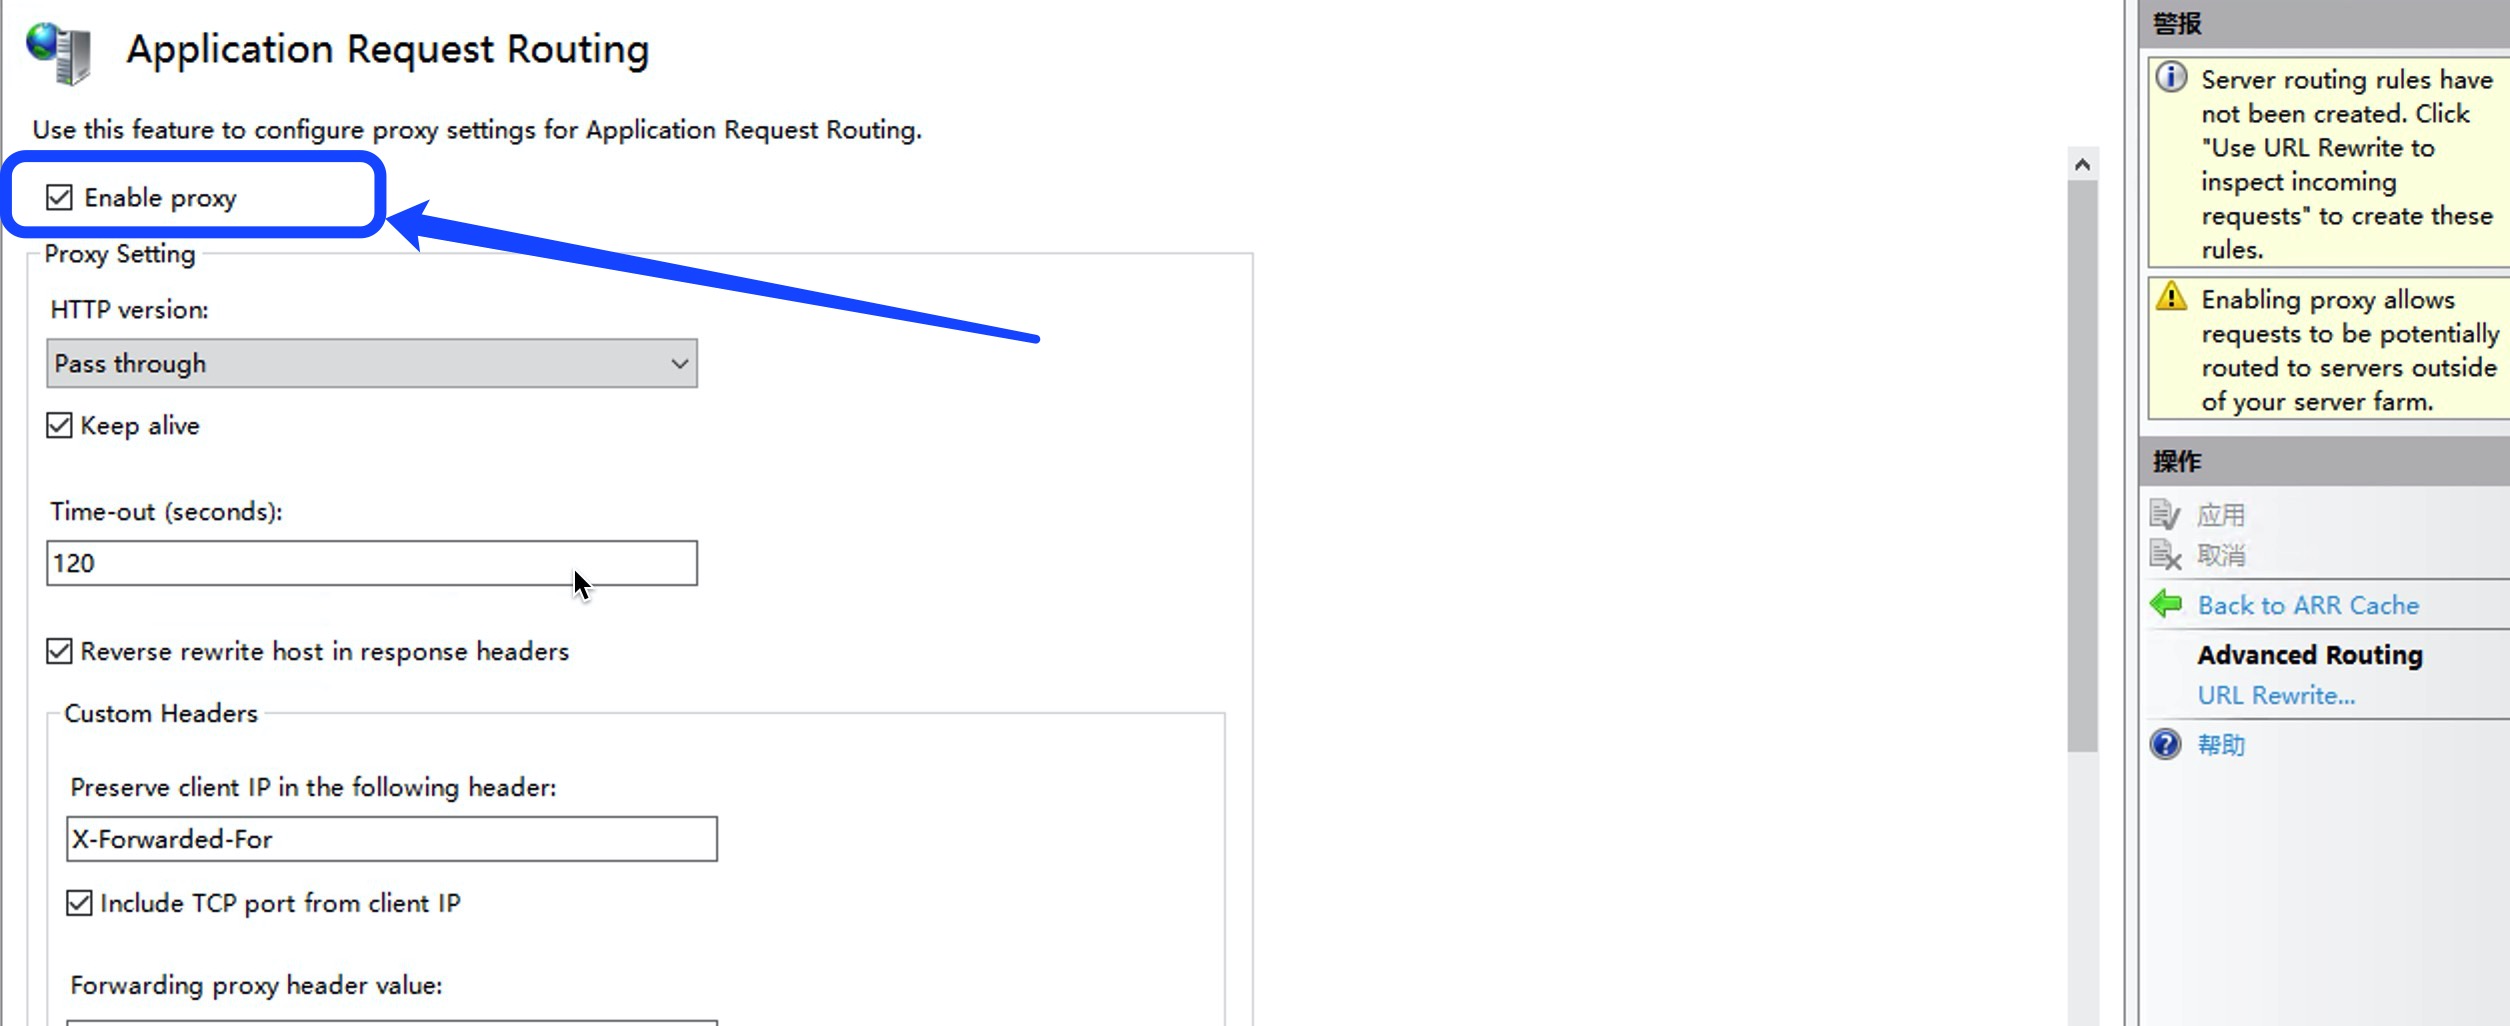 Application Request Routing
Use this feature to configure proxy settings for Application Request Routing.
Enable proxy
Proxy Setting
HTTP version:
Pass through
Keep alive
Time-out (seconds):
120
Reverse rewrite host in response headers
Custom Headers
Preserve client IP in the following header:
X-Forwarded-For
Include TCP port from client IP
Forwarding proxy header value:
警报
Server routing rules have
not been created. Click
"Use URL Rewrite to
inspect incoming
requests" to create these
rules.
Enabling proxy allows
requests to be potentially
routed to servers outside
of your server farm.
操作
应用
取消
Back to ARR Cache
Advanced Routing
URL Rewrite...
帮助